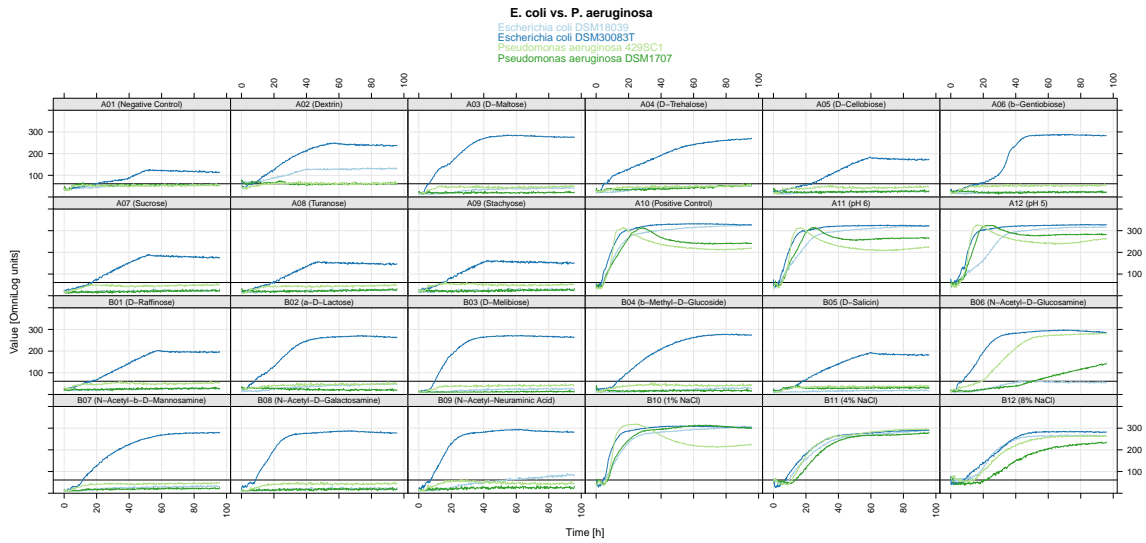 E. coli vs. P. aeruginosa
Escherichia coli DSM18039
Escherichia coli DSM30083T
Pseudomonas aeruginosa 429SC1
Pseudomonas aeruginosa DSM1707
0 20 40 60 80 100 0 20 40 60 80 100 0 20 40 60 80 100
A01 (Negative Control) A02 (Dextrin) A03 (D−Maltose) A04 (D−Trehalose) A05 (D−Cellobiose) A06 (b−Gentiobiose)
300
200
100
A07 (Sucrose) A08 (Turanose) A09 (Stachyose) A10 (Positive Control) A11 (pH 6) A12 (pH 5)
300
200
100
B01 (D−Raffinose) B02 (a−D−Lactose) B03 (D−Melibiose) B04 (b−Methyl−D−Glucoside) B05 (D−Salicin) B06 (N−Acetyl−D−Glucosamine)
300
200
100
B07 (N−Acetyl−b−D−Mannosamine) B08 (N−Acetyl−D−Galactosamine) B09 (N−Acetyl−Neuraminic Acid) B10 (1% NaCl) B11 (4% NaCl) B12 (8% NaCl)
300
200
100
0 20 40 60 80 100 0 20 40 60 80 100 0 20 40 60 80 100
Time [h]
Value [OmniLog units]